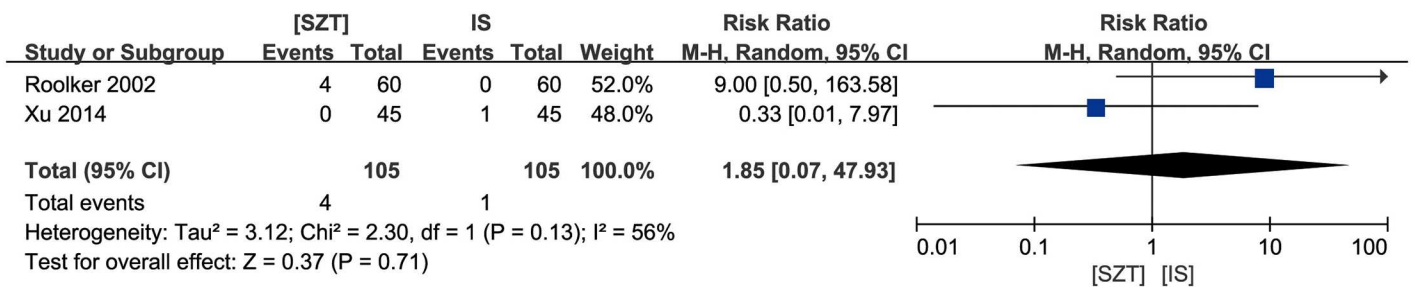 [SZT] IS Risk Ratio Risk Ratio
Study or Subgroup Events Total Events Total Weight M-H, Random, 95% CI M-H, Random, 95% CI
Roolker 2002 4 60 0 60 52.0% 9.00 [0.50, 163.58]
Xu 2014 0 45 1 45 48.0% 0.33 [0.01, 7.97]
Total (95% CI) 105 105 100.0% 1.85 [0.07, 47.93]
Total events 4 1
Heterogeneity: Tau² = 3.12; Chi² = 2.30, df = 1 (P = 0.13); I² = 56%
Test for overall effect: Z = 0.37 (P = 0.71)
0.01 0.1 1 10 100
[SZT] [IS]